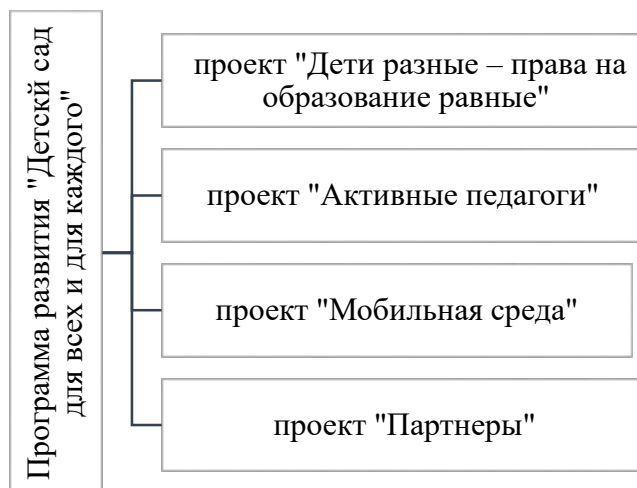 Программа развития "Детскй сад
для всех и для каждого"
проект "Дети разные – права на
образование равные"
проект "Активные педагоги"
проект "Мобильная среда"
проект "Партнеры"